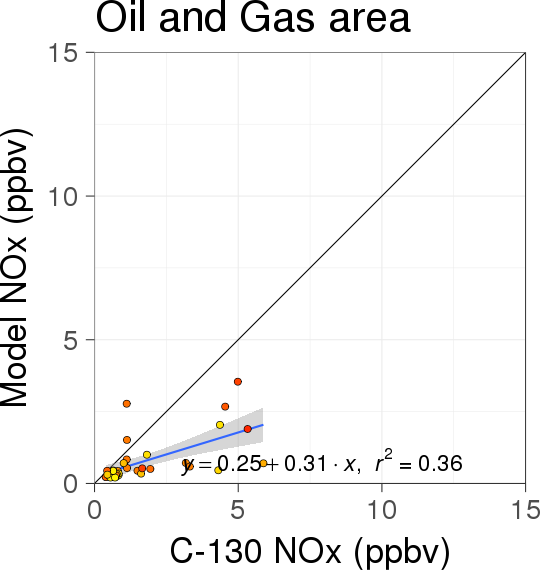 Oil and Gas area
Model NOx (ppbv)
15
10
5
0
y = 0.25 + 0.31 · x, r² = 0.36
0 5 10 15
C-130 NOx (ppbv)